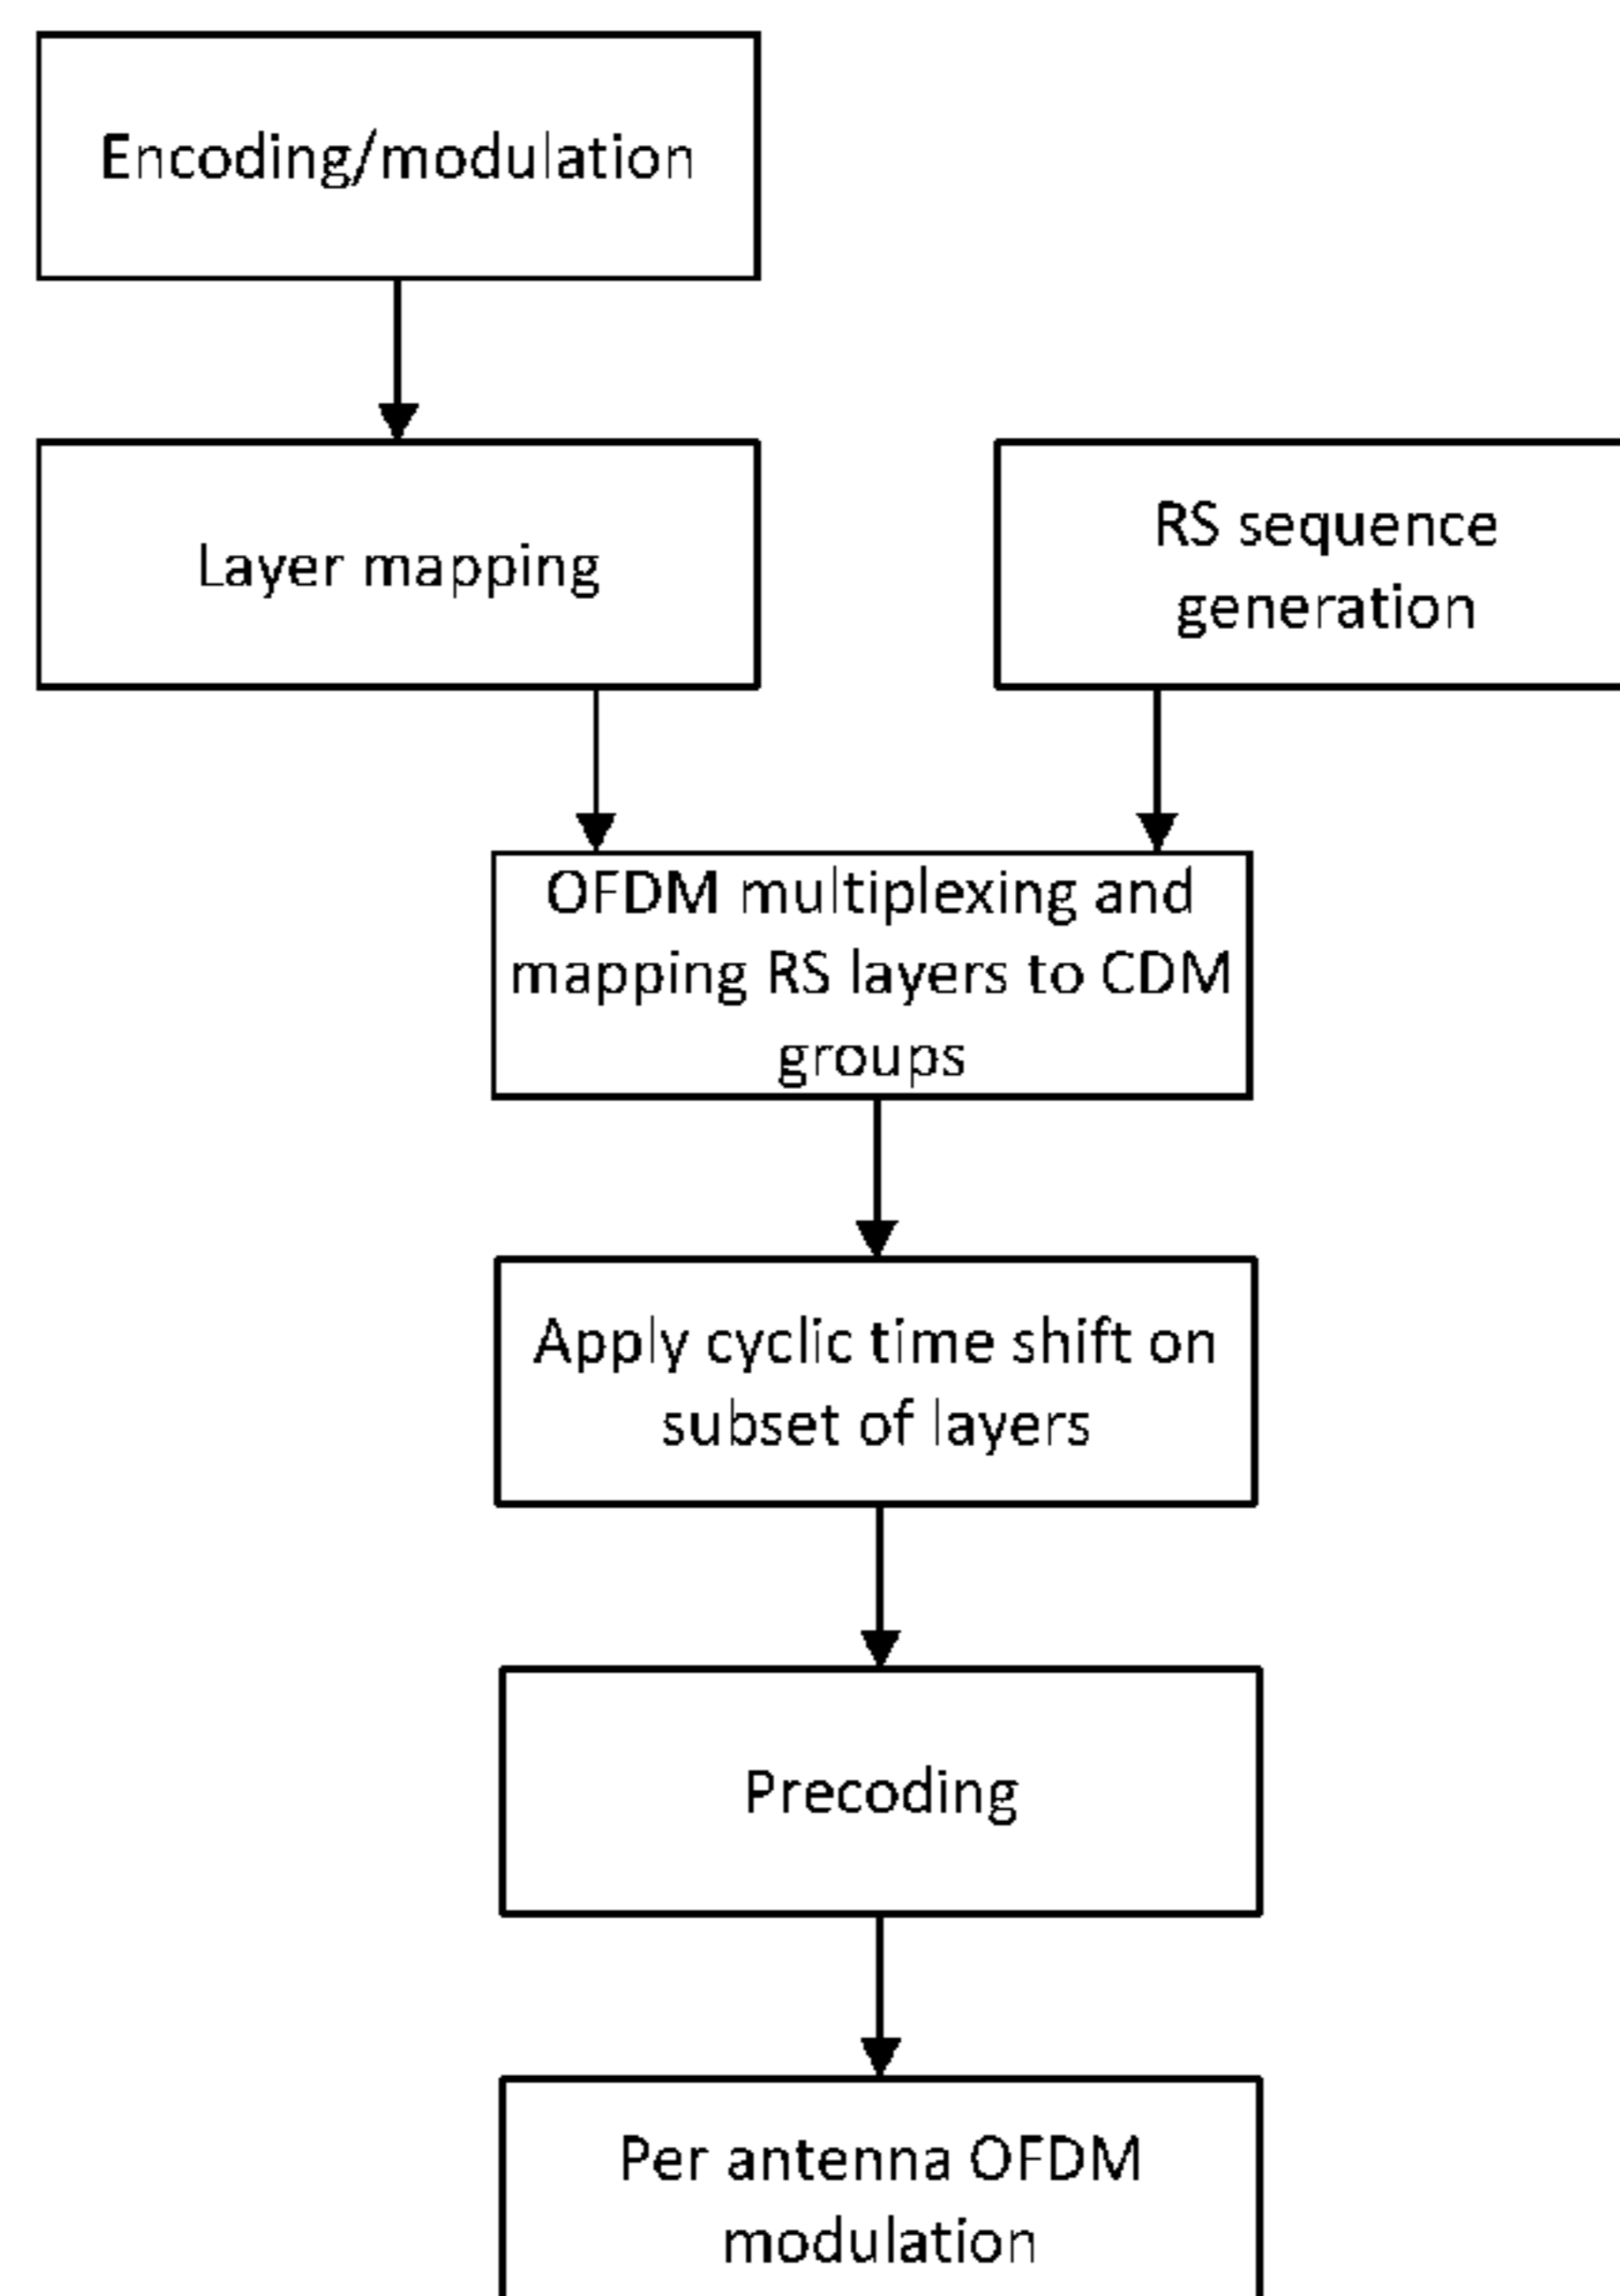 Encoding/modulation
Layer mapping
RS sequence
generation
OFDM multiplexing and
mapping RS layers to CDM
groups
Apply cyclic time shift on
subset of layers
Precoding
Per antenna OFDM
modulation